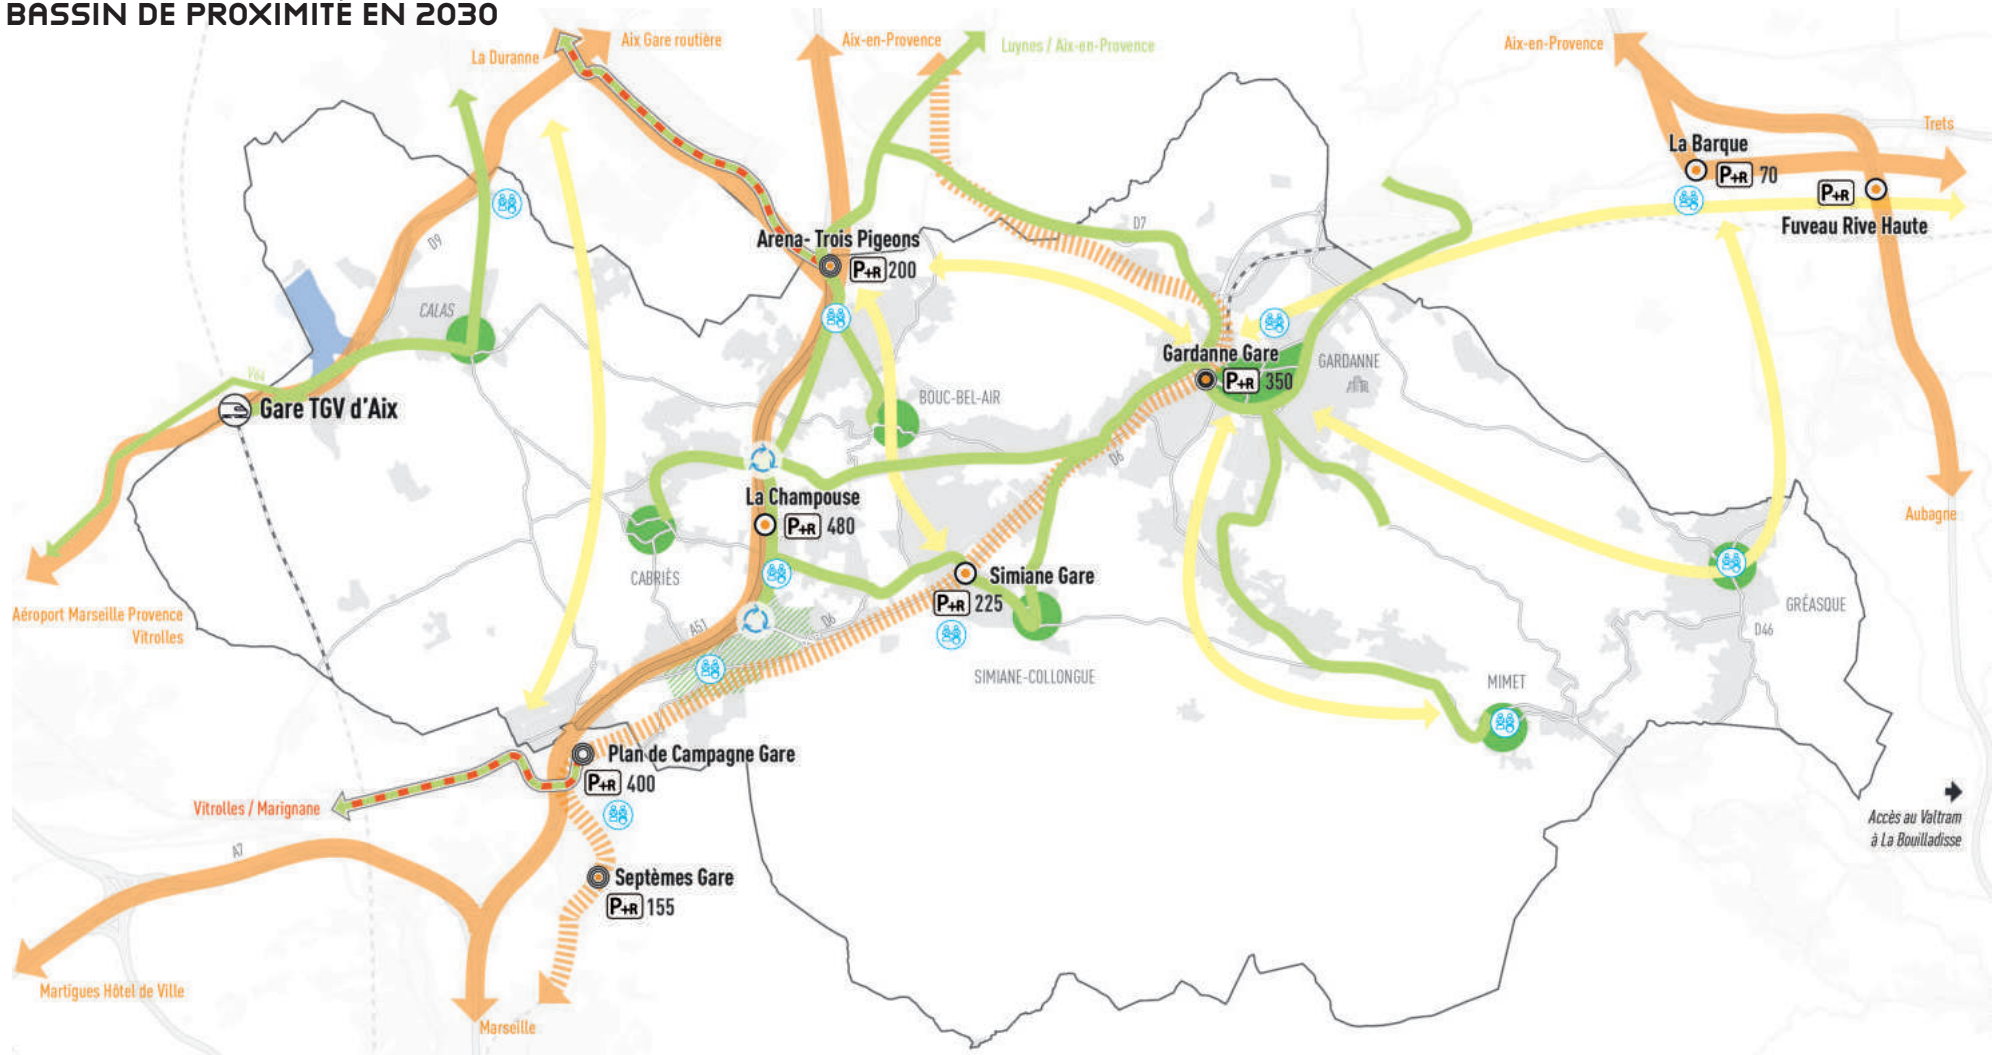 BASSIN DE PROXIMITÉ EN 2030
La Duranne
Aix Gare routière
Aix-en-Provence
Luynes / Aix-en-Provence
Aix-en-Provence
Trets
La Barque
P+R 70
P+R
Fuveau Rive Haute
D7
D9
Arena- Trois Pigeons
P+R 200
CALAS
V64
Gare TGV d'Aix
Gardanne Gare
P+R 350
GARDANNE
BOUC-BEL-AIR
D6
La Champouse
P+R 480
CABRIÈS
Simiane Gare
P+R 225
Aubagne
GRÉASQUE
D46
Aéroport Marseille Provence
Vitrolles
A51
D6
SIMIANE-COLLONGUE
MIMET
Plan de Campagne Gare
P+R 400
Vitrolles / Marignane
A7
Septèmes Gare
P+R 155
Accès au Valtram
à La Bouilladisse
Martigues Hôtel de Ville
Marseille